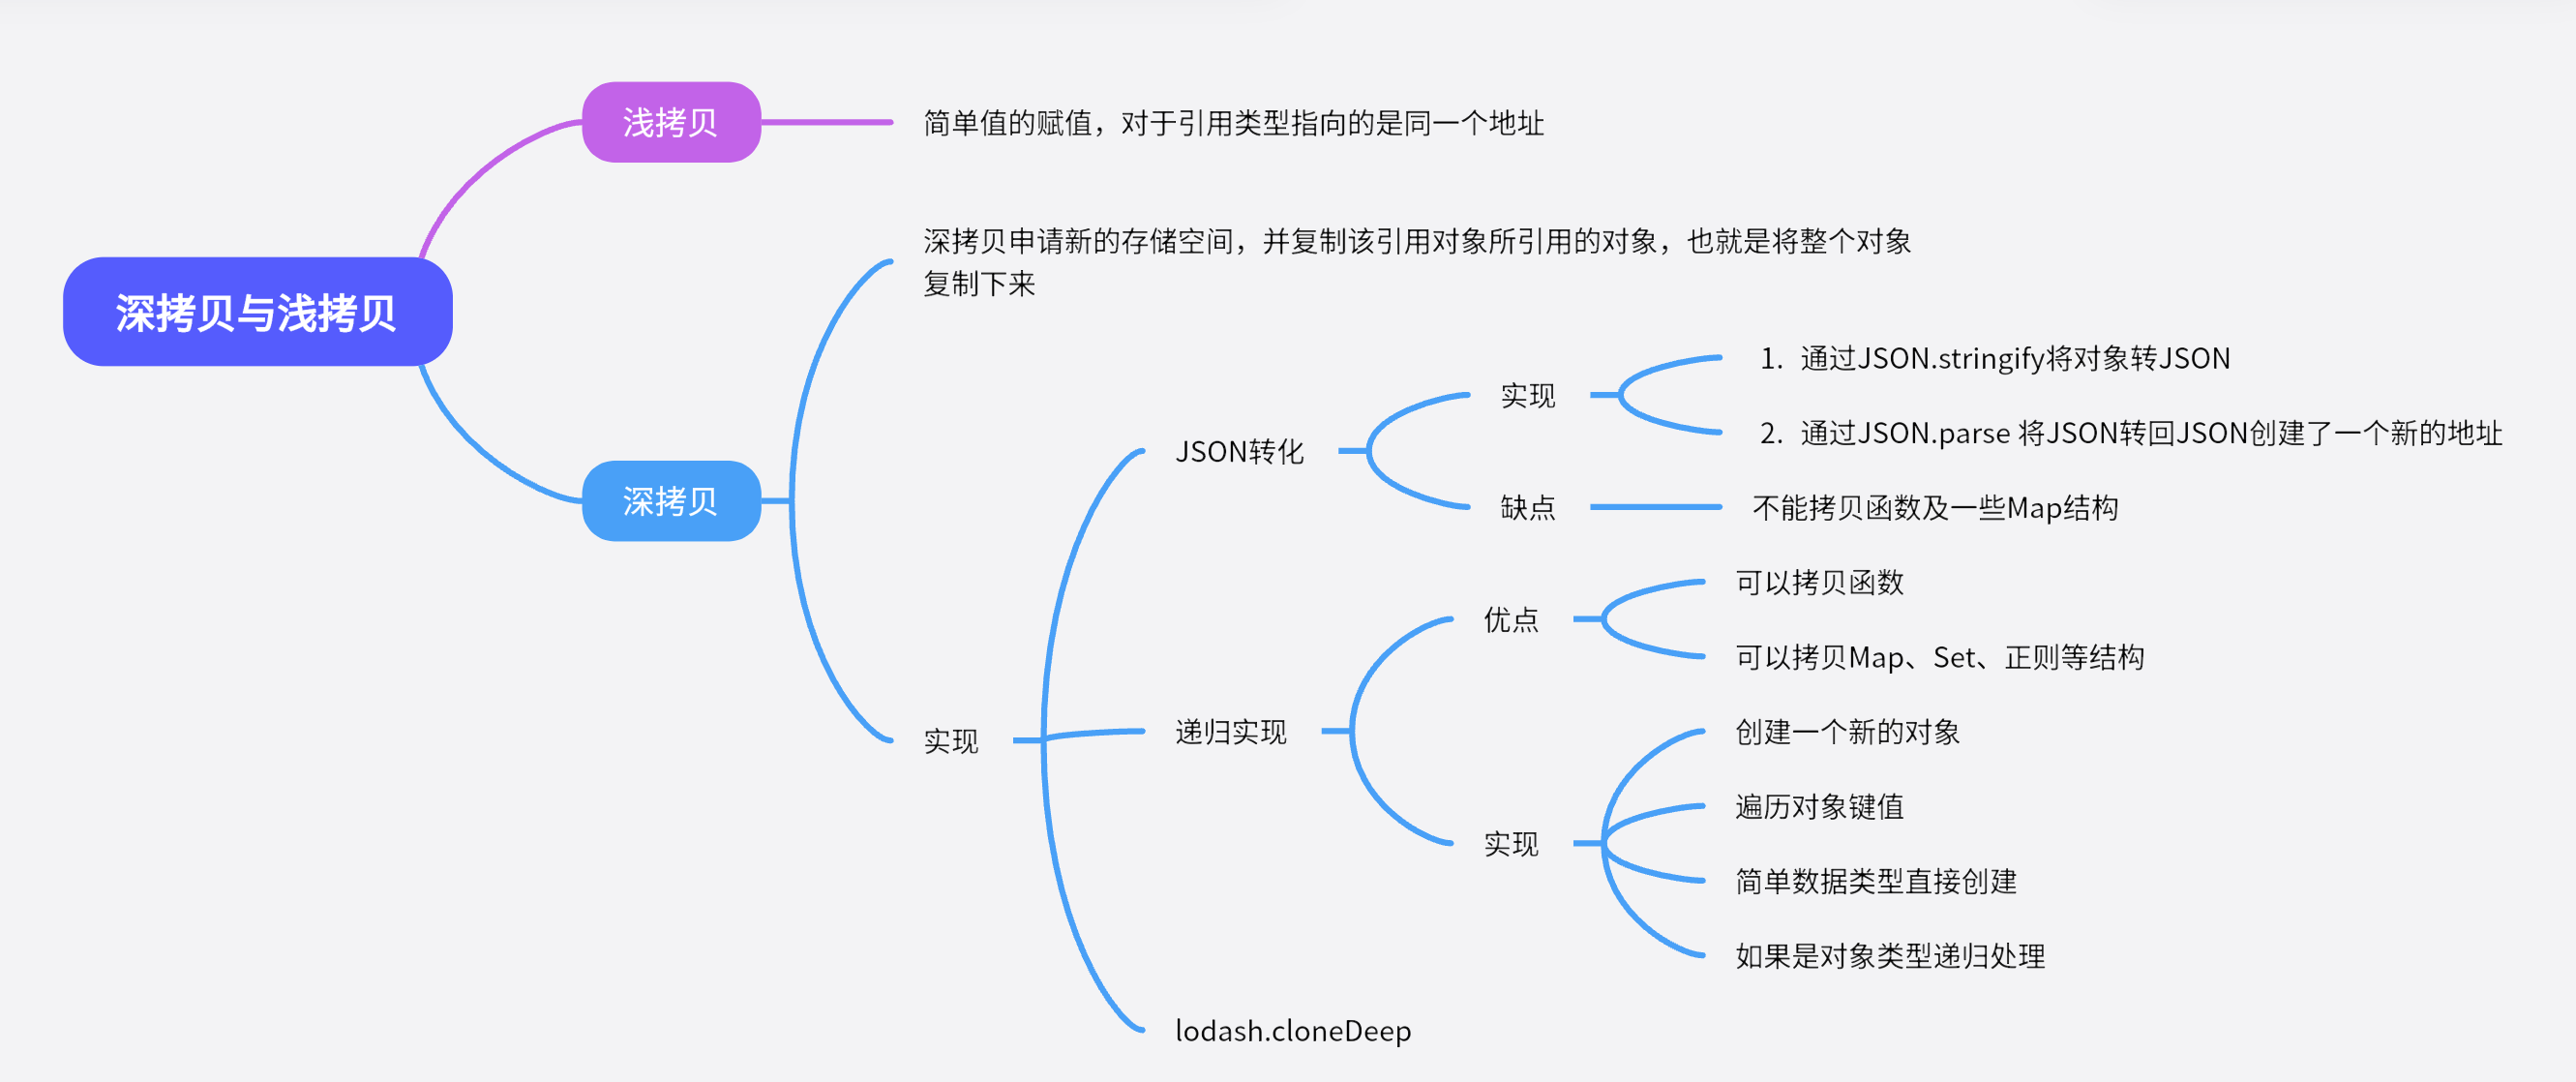 深拷贝与浅拷贝
浅拷贝
简单值的赋值，对于引用类型指向的是同一个地址
深拷贝
深拷贝申请新的存储空间，并复制该引用对象所引用的对象，也就是将整个对象
复制下来
实现
JSON转化
实现
1. 通过JSON.stringify将对象转JSON
2. 通过JSON.parse 将JSON转回JSON创建了一个新的地址
缺点
不能拷贝函数及一些Map结构
递归实现
优点
可以拷贝函数
可以拷贝Map、Set、正则等结构
实现
创建一个新的对象
遍历对象键值
简单数据类型直接创建
如果是对象类型递归处理
lodash.cloneDeep